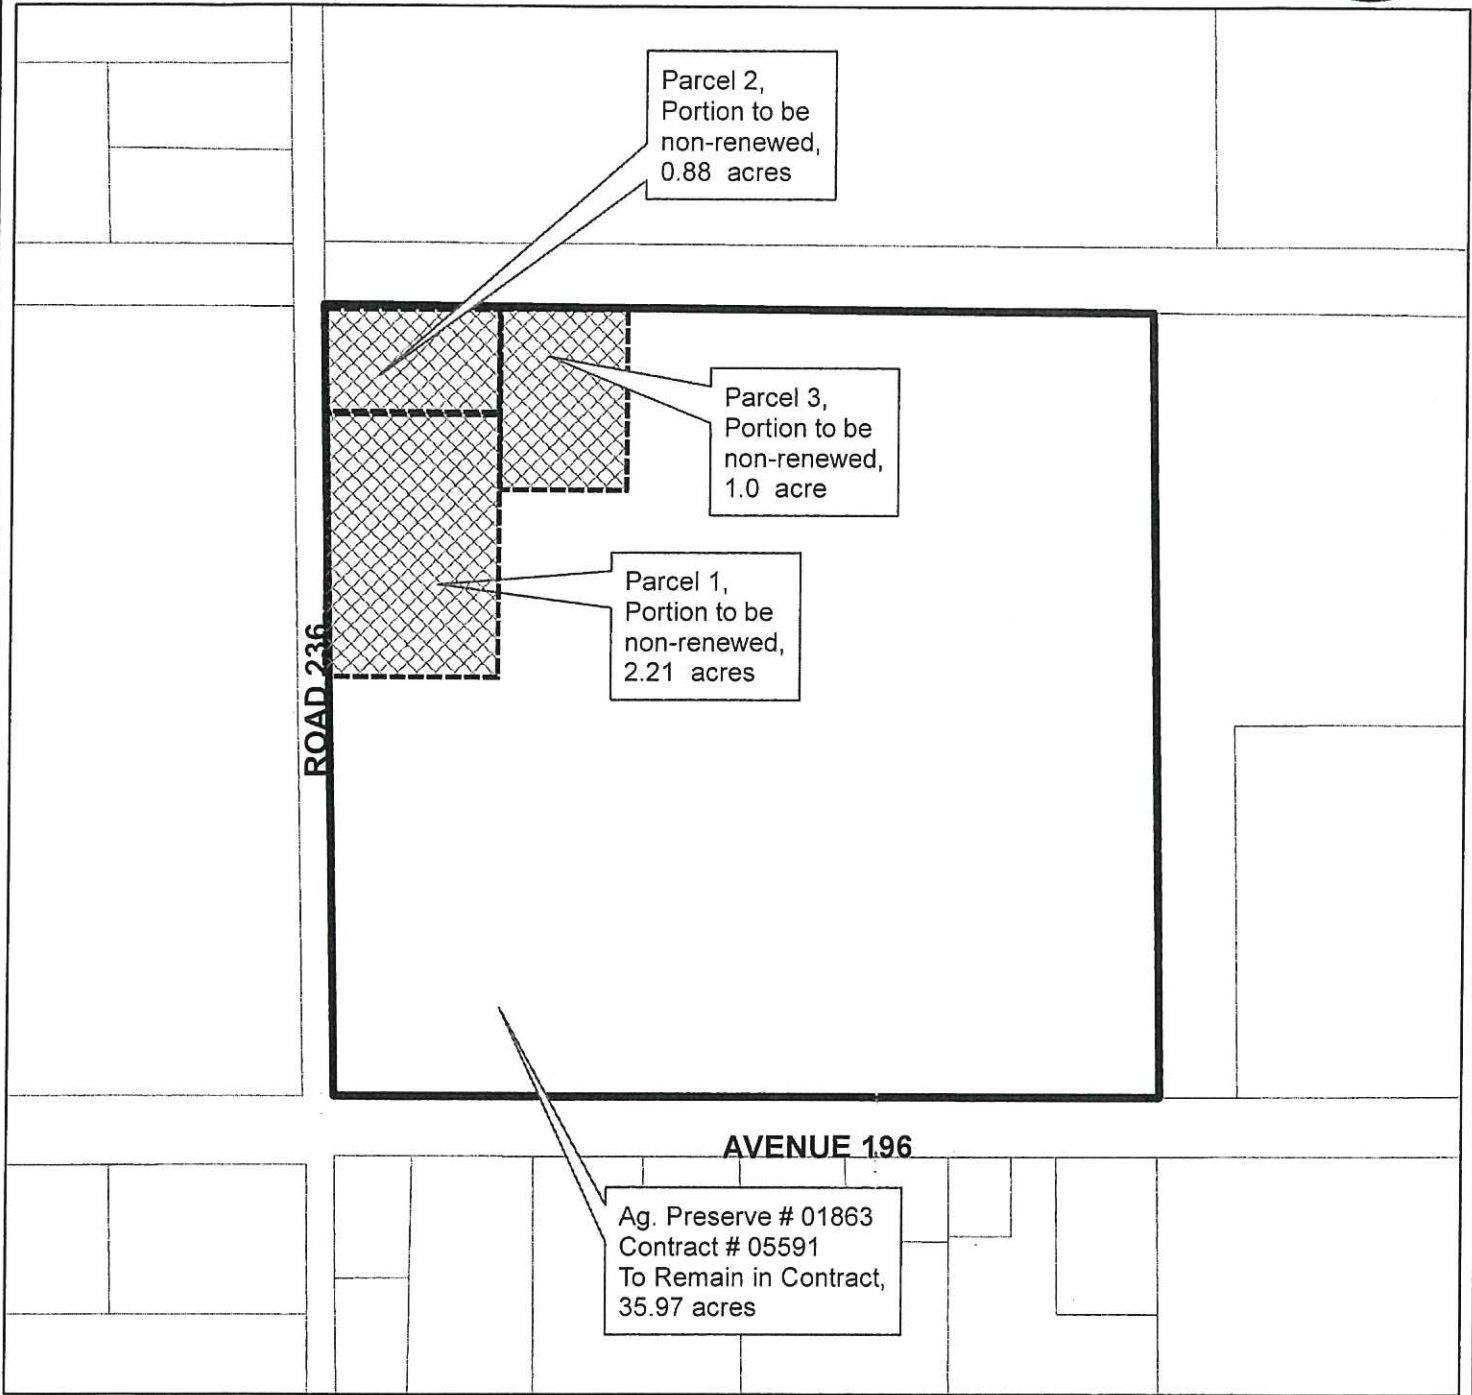 Parcel 2,
Portion to be
non-renewed,
0.88 acres
Parcel 3,
Portion to be
non-renewed,
1.0 acre
Parcel 1,
Portion to be
non-renewed,
2.21 acres
ROAD 236
AVENUE 196
Ag. Preserve # 01863
Contract # 05591
To Remain in Contract,
35.97 acres